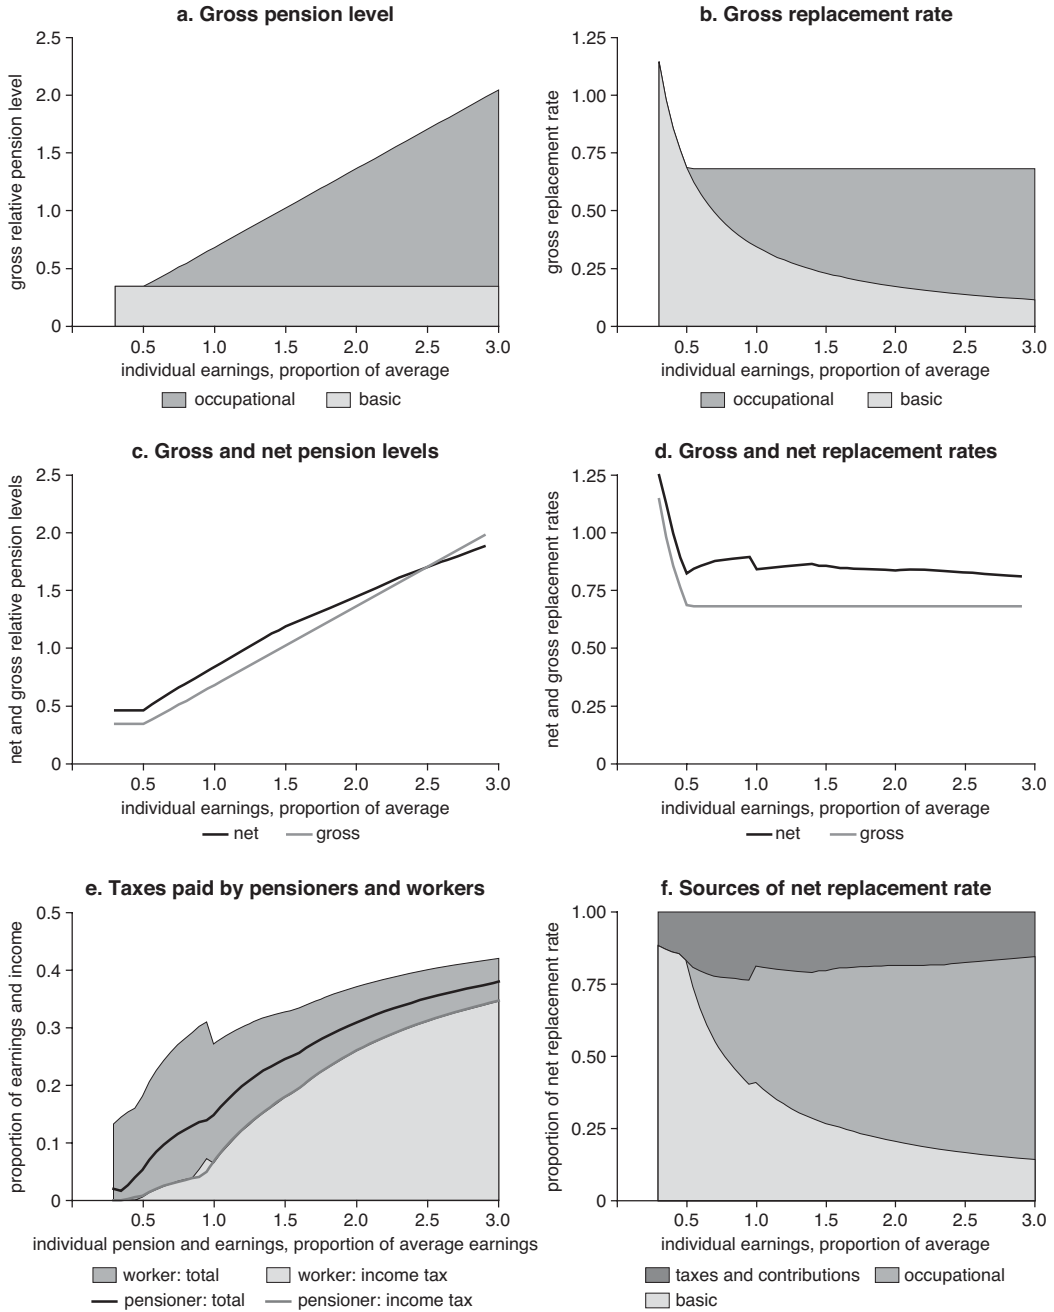 a. Gross pension level
gross relative pension level
2.5
2.0
1.5
1.0
0.5
0
0.5 1.0 1.5 2.0 2.5 3.0
individual earnings, proportion of average
occupational basic
b. Gross replacement rate
gross replacement rate
1.25
1.00
0.75
0.50
0.25
0
0.5 1.0 1.5 2.0 2.5 3.0
individual earnings, proportion of average
occupational basic
c. Gross and net pension levels
net and gross relative pension levels
2.5
2.0
1.5
1.0
0.5
0
0.5 1.0 1.5 2.0 2.5 3.0
individual earnings, proportion of average
net gross
d. Gross and net replacement rates
net and gross replacement rates
1.25
1.00
0.75
0.50
0.25
0
0.5 1.0 1.5 2.0 2.5 3.0
individual earnings, proportion of average
net gross
e. Taxes paid by pensioners and workers
proportion of earnings and income
0.5
0.4
0.3
0.2
0.1
0
0.5 1.0 1.5 2.0 2.5 3.0
individual pension and earnings, proportion of average earnings
worker: total worker: income tax
pensioner: total pensioner: income tax
f. Sources of net replacement rate
proportion of net replacement rate
1.00
0.75
0.50
0.25
0
0.5 1.0 1.5 2.0 2.5 3.0
individual earnings, proportion of average
taxes and contributions occupational
basic